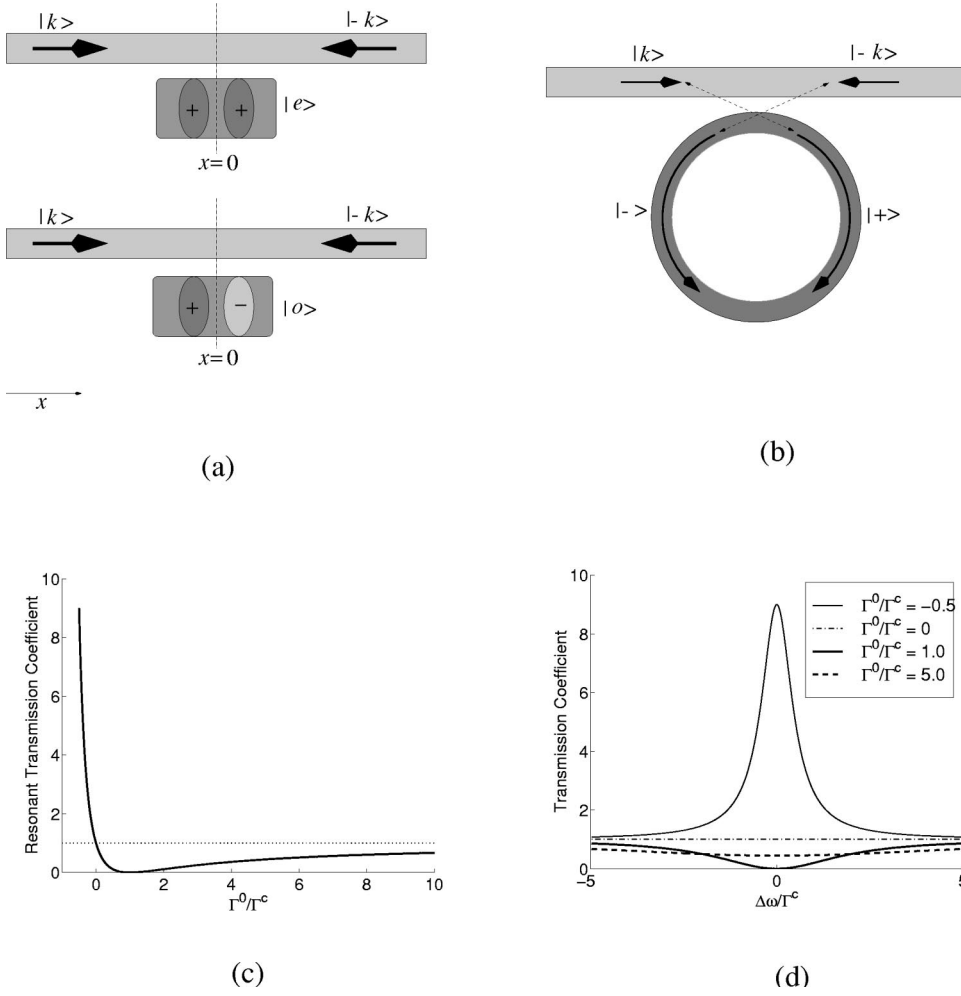 |k> |-k>
+ + |e>
x=0
|k> |-k>
+ − |o>
x=0
x
(a)
|k> |-k>
|-> |+>
(b)
10
8
6
4
2
0
0 2 4 6 8 10
Resonant Transmission Coefficient
Γ⁰/Γᶜ
(c)
10
8
6
4
2
0
−5 0 5
Transmission Coefficient
Δω/Γᶜ
Γ⁰/Γᶜ = −0.5
Γ⁰/Γᶜ = 0
Γ⁰/Γᶜ = 1.0
Γ⁰/Γᶜ = 5.0
(d)